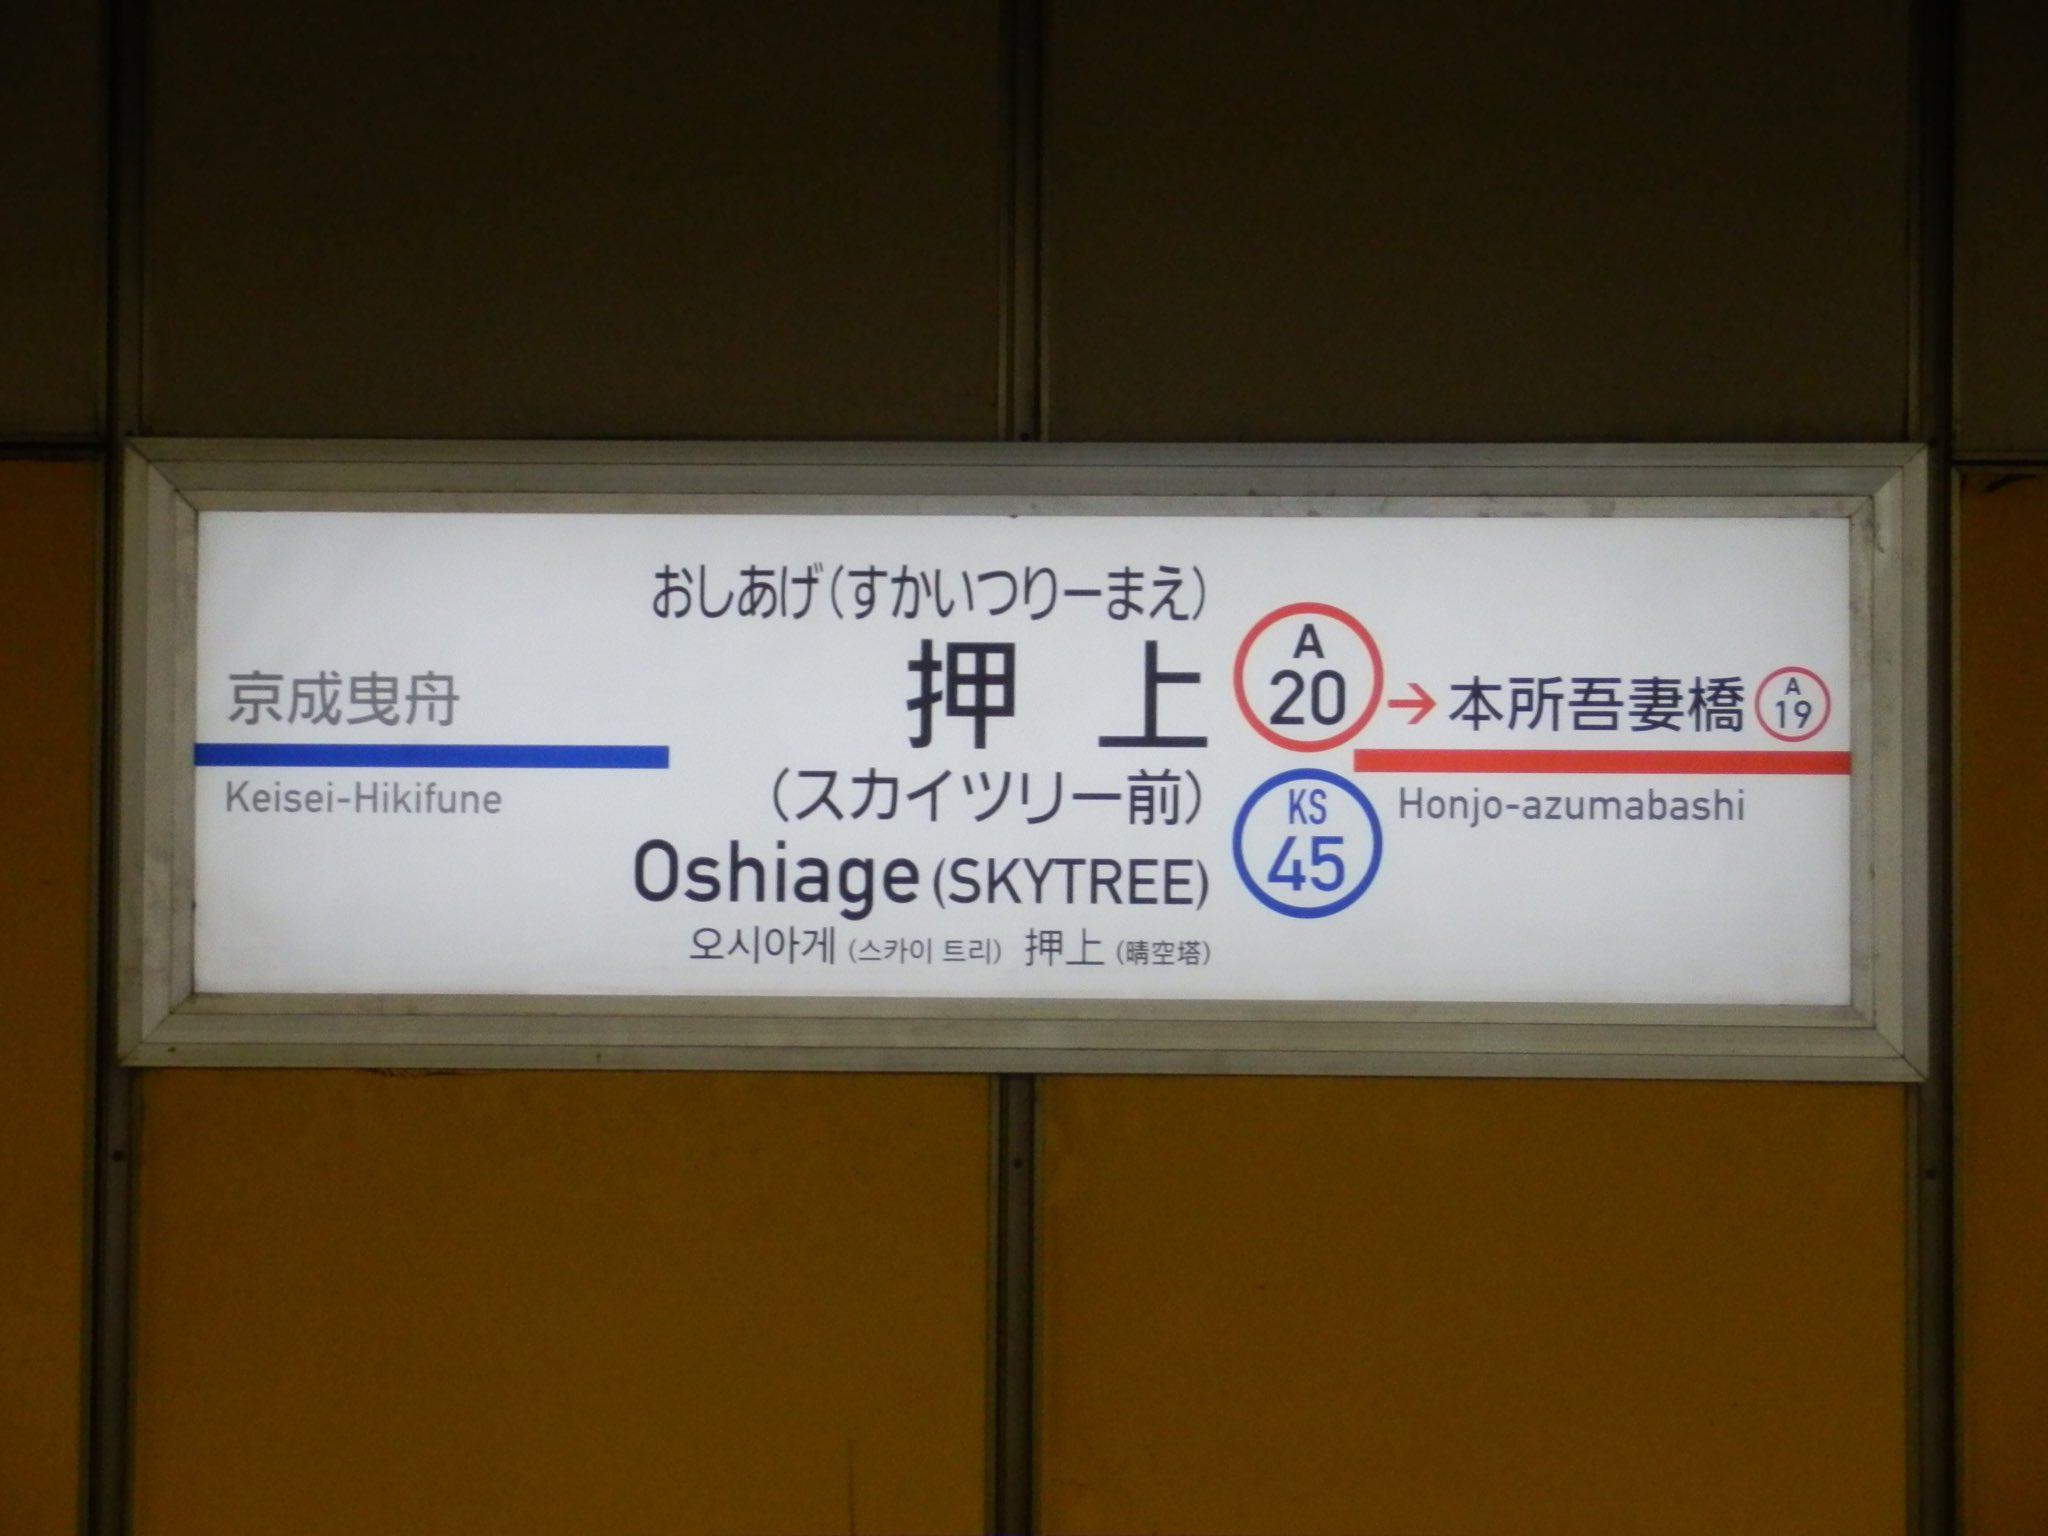 おしあげ(すかいつりーまえ)
京成曳舟
押 上
A 20
→ 本所吾妻橋
A 19
Keisei-Hikifune
(スカイツリー前)
KS 45
Honjo-azumabashi
Oshiage (SKYTREE)
오시아게 (스카이 트리) 押上 (晴空塔)